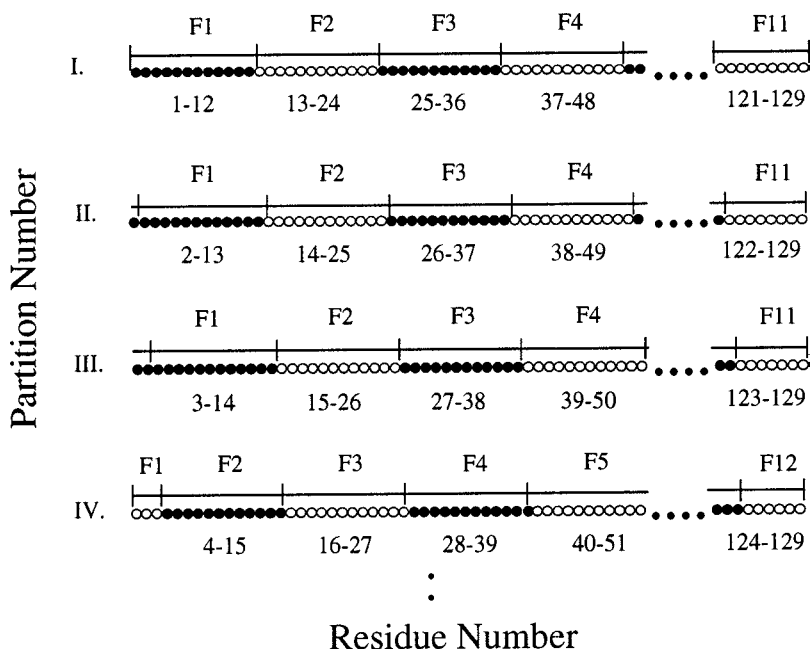 F1 F2 F3 F4 F11
I.
1-12 13-24 25-36 37-48 121-129
F1 F2 F3 F4 F11
II.
2-13 14-25 26-37 38-49 122-129
F1 F2 F3 F4 F11
III.
3-14 15-26 27-38 39-50 123-129
F1 F2 F3 F4 F5 F12
IV.
4-15 16-27 28-39 40-51 124-129
Partition Number
Residue Number